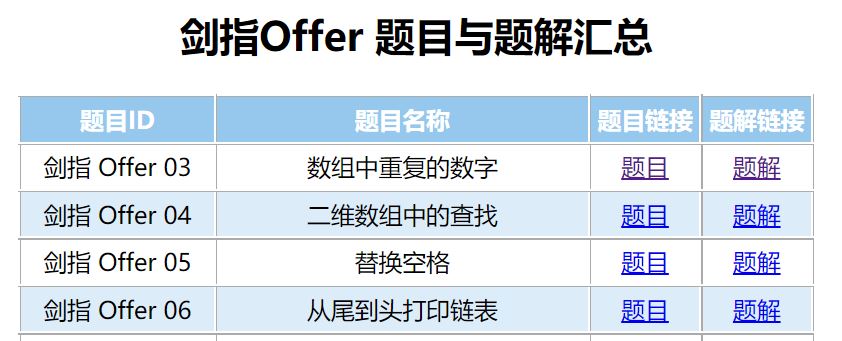 剑指Offer 题目与题解汇总
题目ID 题目名称 题目链接 题解链接
剑指 Offer 03 数组中重复的数字 题目 题解
剑指 Offer 04 二维数组中的查找 题目 题解
剑指 Offer 05 替换空格 题目 题解
剑指 Offer 06 从尾到头打印链表 题目 题解